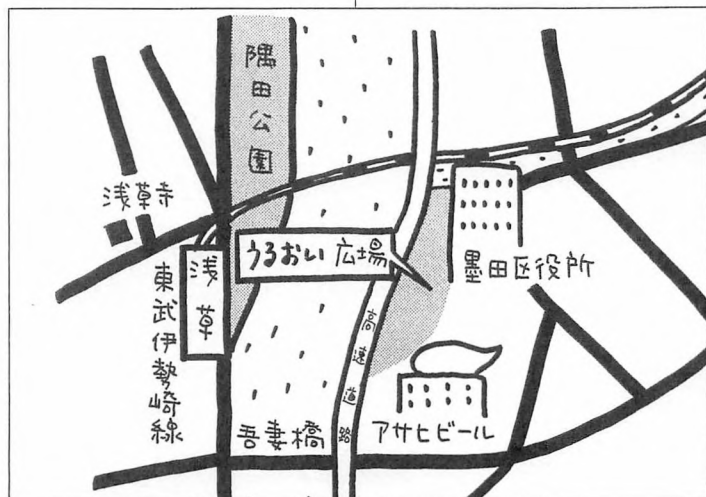 隅田公園
浅草寺
うるおい広場
浅草
東武伊勢崎線
墨田区役所
高速道路
吾妻橋
アサヒビール